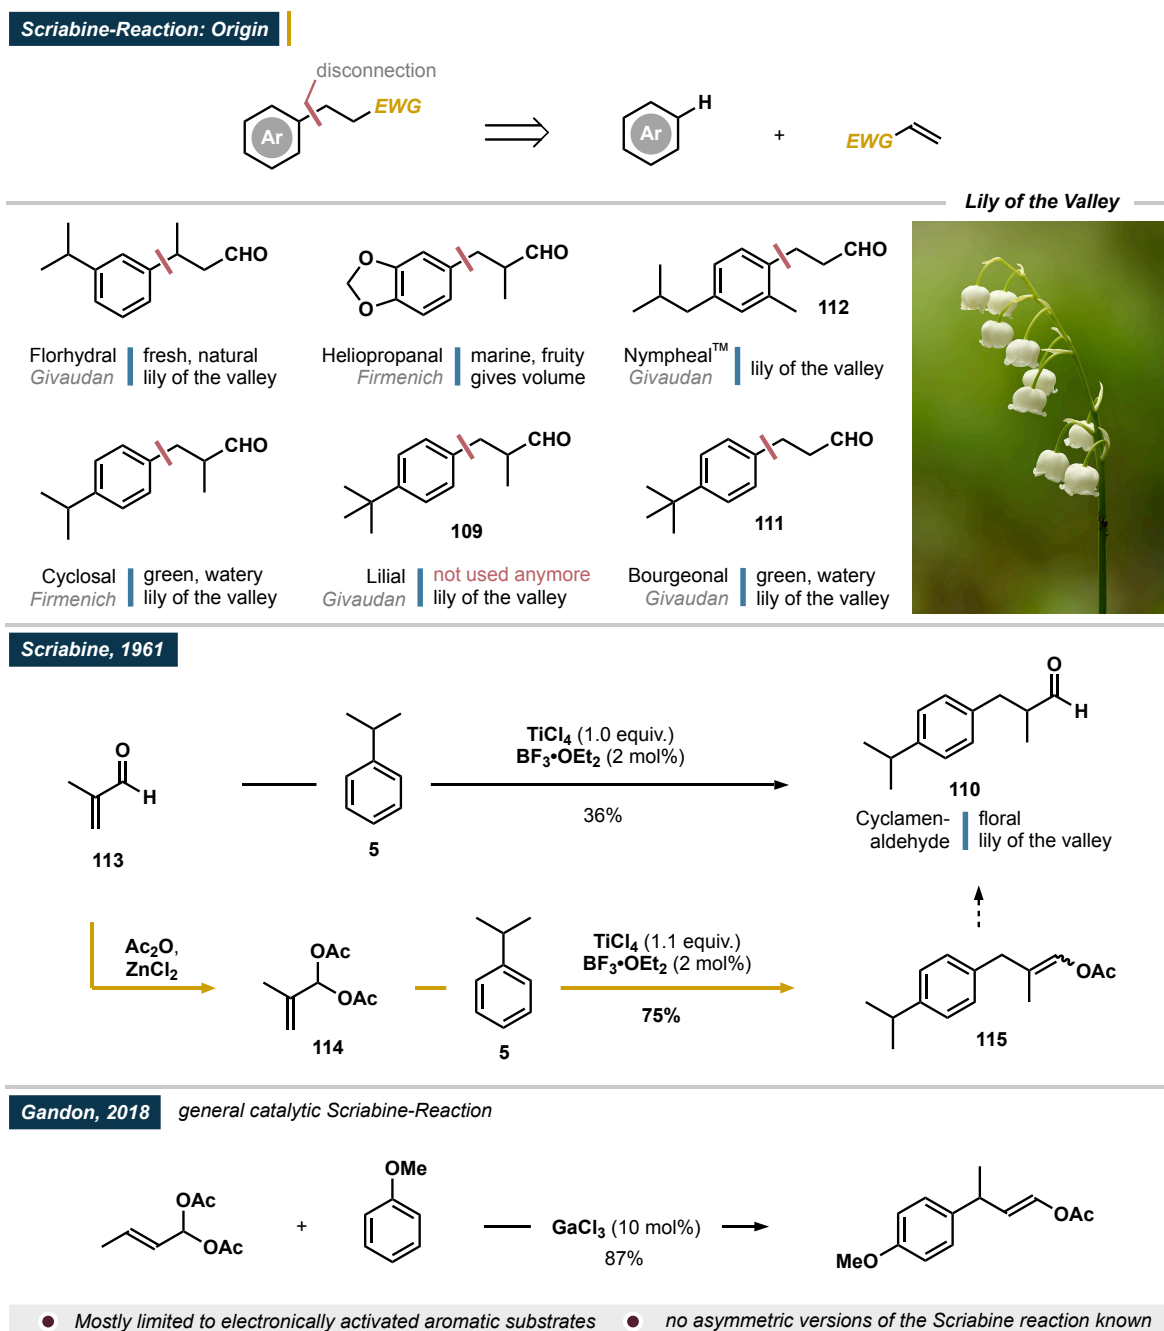 Scriabine-Reaction: Origin
disconnection
Ar
EWG
H
Ar
+
EWG
Lily of the Valley
CHO
Florhydral
Givaudan
fresh, natural
lily of the valley
O
O
CHO
Heliopropanal
Firmenich
marine, fruity
gives volume
CHO
112
Nympheal™
Givaudan
lily of the valley
CHO
Cyclosal
Firmenich
green, watery
lily of the valley
CHO
109
Lilial
Givaudan
not used anymore
lily of the valley
CHO
111
Bourgeonal
Givaudan
green, watery
lily of the valley
Scriabine, 1961
O
H
113
5
TiCl4 (1.0 equiv.)
BF3•OEt2 (2 mol%)
36%
O
H
110
Cyclamen-
aldehyde
floral
lily of the valley
Ac2O,
ZnCl2
OAc
OAc
114
5
TiCl4 (1.1 equiv.)
BF3•OEt2 (2 mol%)
75%
OAc
115
Gandon, 2018
general catalytic Scriabine-Reaction
OAc
OAc
+
OMe
GaCl3 (10 mol%)
87%
MeO
OAc
Mostly limited to electronically activated aromatic substrates
no asymmetric versions of the Scriabine reaction known